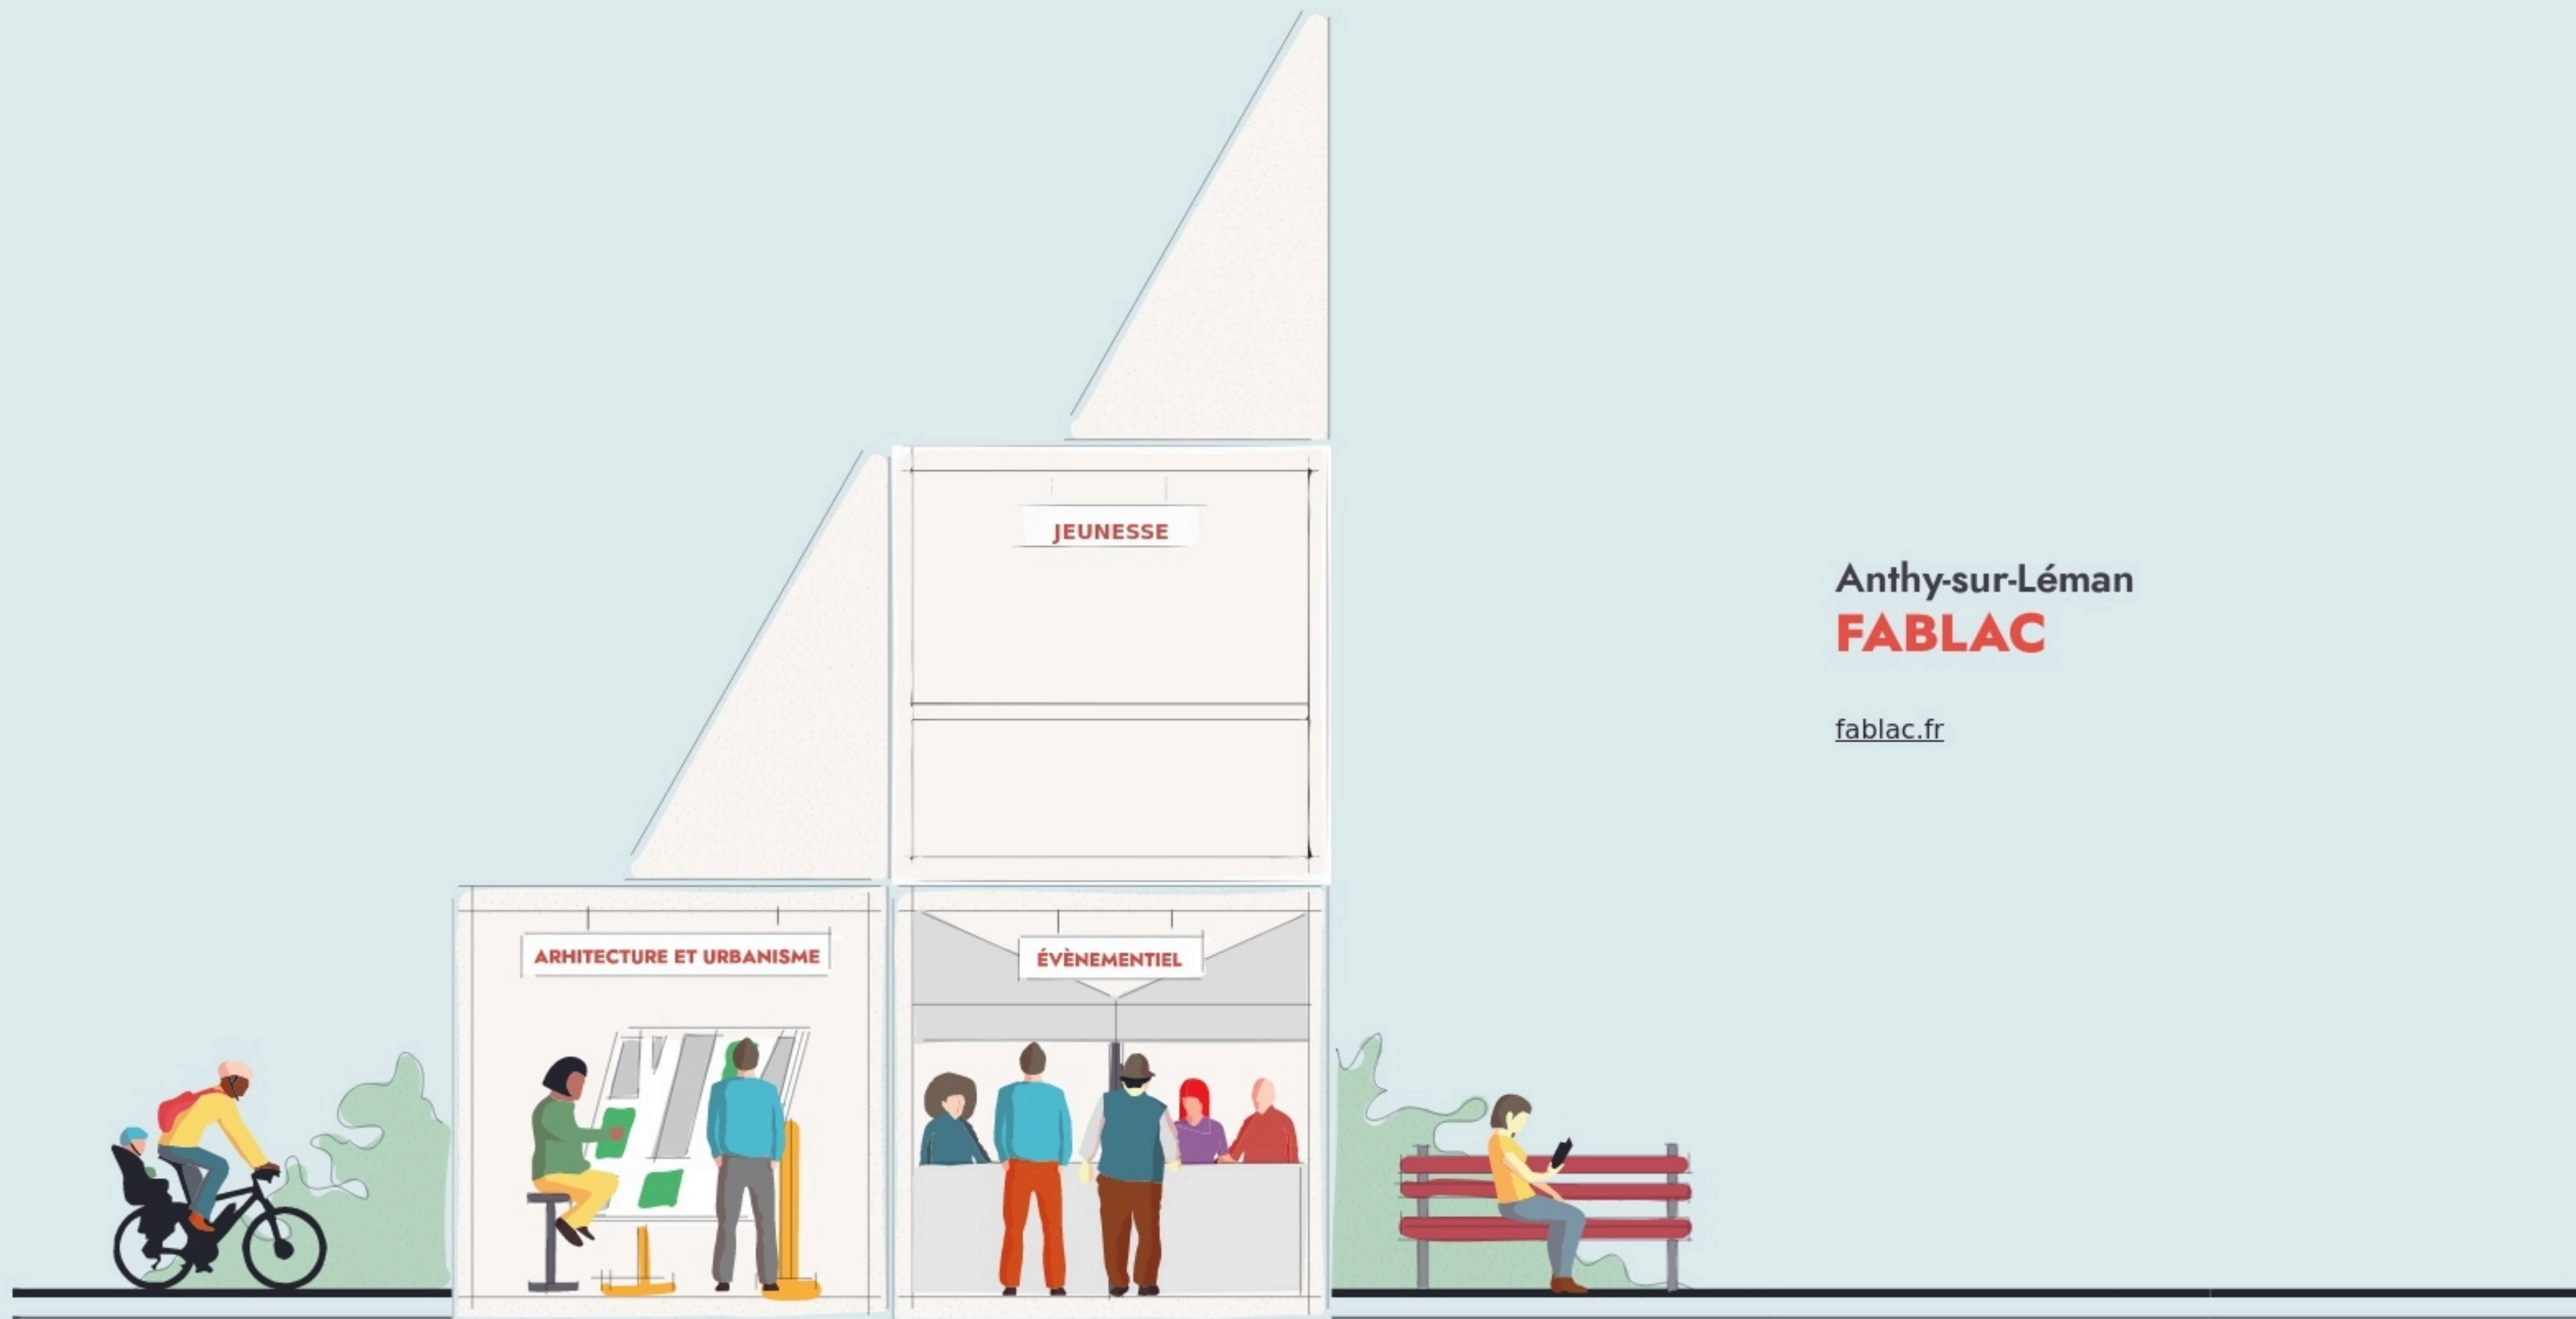 JEUNESSE
Anthy-sur-Léman
FABLAC
fablac.fr
ARHITECTURE ET URBANISME
ÉVÈNEMENTIEL